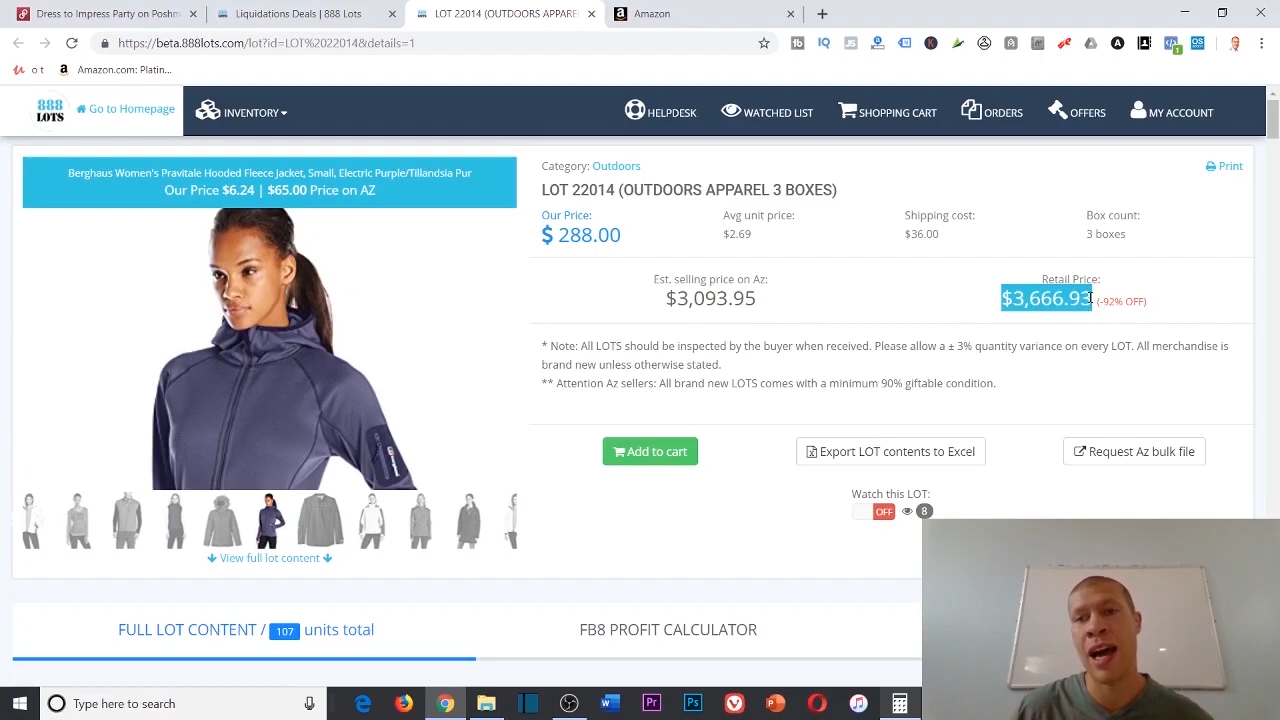 Dress to Impress Entry to Poshm
Liquidations Deals | 888 Lots
LOT 22014 (OUTDOORS APPAREL
Amazon
https://beta.888lots.com/lot?id=LOT%2022014&details=1
o t
Amazon.com: Platin...
888
LOTS
Go to Homepage
INVENTORY
HELPDESK
WATCHED LIST
SHOPPING CART
ORDERS
OFFERS
MY ACCOUNT
Berghaus Women's Pravitale Hooded Fleece Jacket, Small, Electric Purple/Tillandsia Pur
Our Price $6.24 | $65.00 Price on AZ
View full lot content
Category: Outdoors
Print
LOT 22014 (OUTDOORS APPAREL 3 BOXES)
Our Price:
Avg unit price:
Shipping cost:
Box count:
$ 288.00
$2.69
$36.00
3 boxes
Est. selling price on Az:
Retail Price:
$3,093.95
$3,666.93 (-92% OFF)
* Note: All LOTS should be inspected by the buyer when received. Please allow a ± 3% quantity variance on every LOT. All merchandise is
brand new unless otherwise stated.
** Attention Az sellers: All brand new LOTS comes with a minimum 90% giftable condition.
Add to cart
Export LOT contents to Excel
Request Az bulk file
Watch this LOT:
OFF
8
FULL LOT CONTENT / 107 units total
FB8 PROFIT CALCULATOR
Type here to search